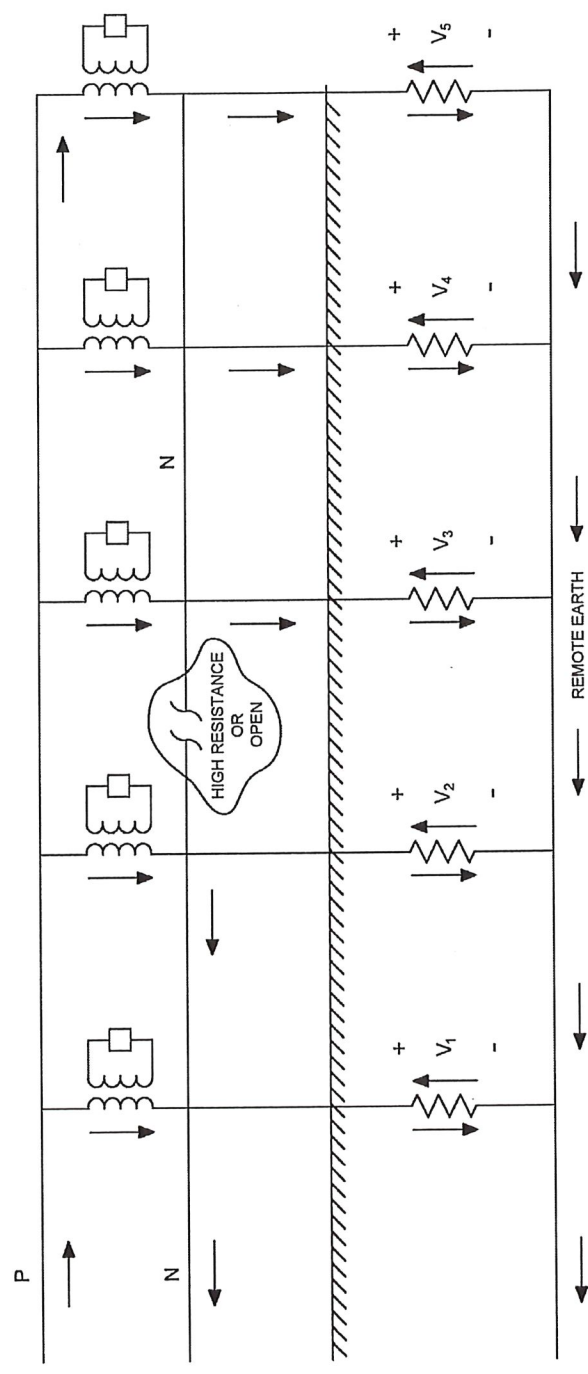 P
N
N
HIGH RESISTANCE
OR
OPEN
+
V₁
-
+
V₂
-
+
V₃
-
+
V₄
-
+
V₅
-
REMOTE EARTH